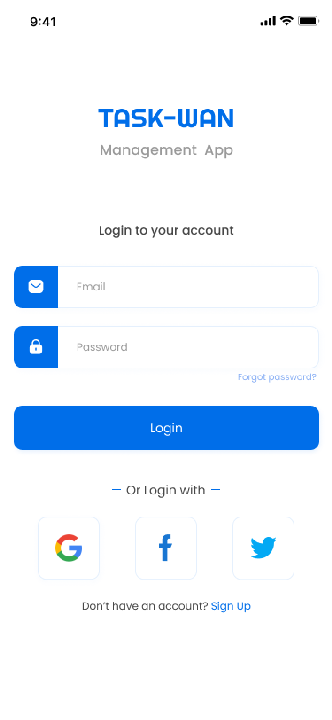 9:41
TASK-WAN
Management App
Login to your account
Email
Password
Forgot password?
Login
— Or Login with —
Don't have an account? Sign Up